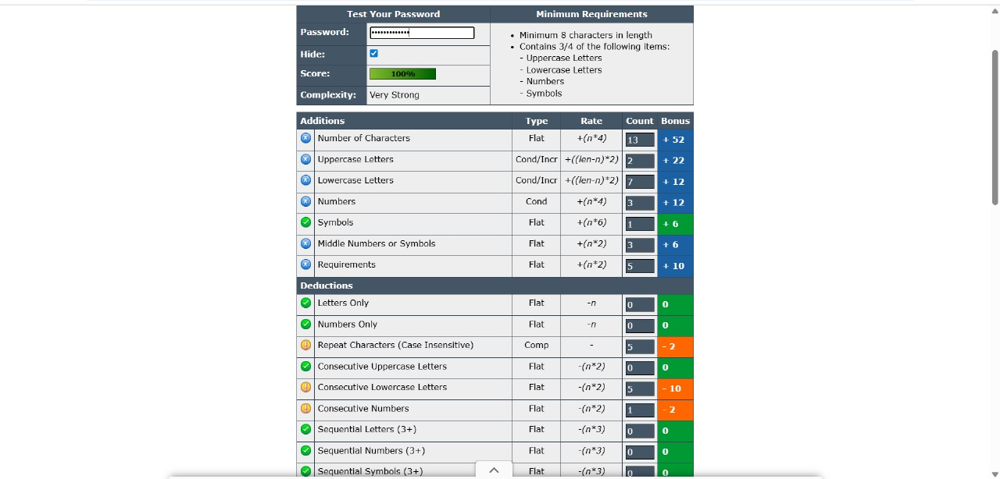 Test Your Password Minimum Requirements
Password: •••••••••••••
Hide:
Score: 100%
Complexity: Very Strong
• Minimum 8 characters in length
• Contains 3/4 of the following items:
- Uppercase Letters
- Lowercase Letters
- Numbers
- Symbols
Additions Type Rate Count Bonus
Number of Characters Flat +(n*4) 13 + 52
Uppercase Letters Cond/Incr +((len-n)*2) 2 + 22
Lowercase Letters Cond/Incr +((len-n)*2) 7 + 12
Numbers Cond +(n*4) 3 + 12
Symbols Flat +(n*6) 1 + 6
Middle Numbers or Symbols Flat +(n*2) 3 + 6
Requirements Flat +(n*2) 5 + 10
Deductions
Letters Only Flat -n 0 0
Numbers Only Flat -n 0 0
Repeat Characters (Case Insensitive) Comp - 5 - 2
Consecutive Uppercase Letters Flat -(n*2) 0 0
Consecutive Lowercase Letters Flat -(n*2) 5 - 10
Consecutive Numbers Flat -(n*2) 1 - 2
Sequential Letters (3+) Flat -(n*3) 0 0
Sequential Numbers (3+) Flat -(n*3) 0 0
Sequential Symbols (3+) Flat -(n*3) 0 0